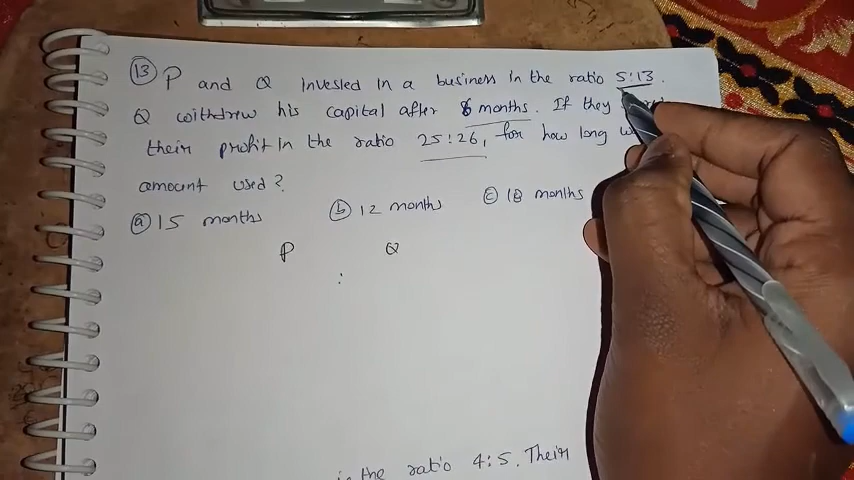 13 P and Q invested in a business in the ratio 5:13.
Q withdrew his capital after 6 months. If they
their profit in the ratio 25:26, for how long
amount used?
a 15 months b 12 months c 18 months
P Q
:
in the ratio 4:5. Their